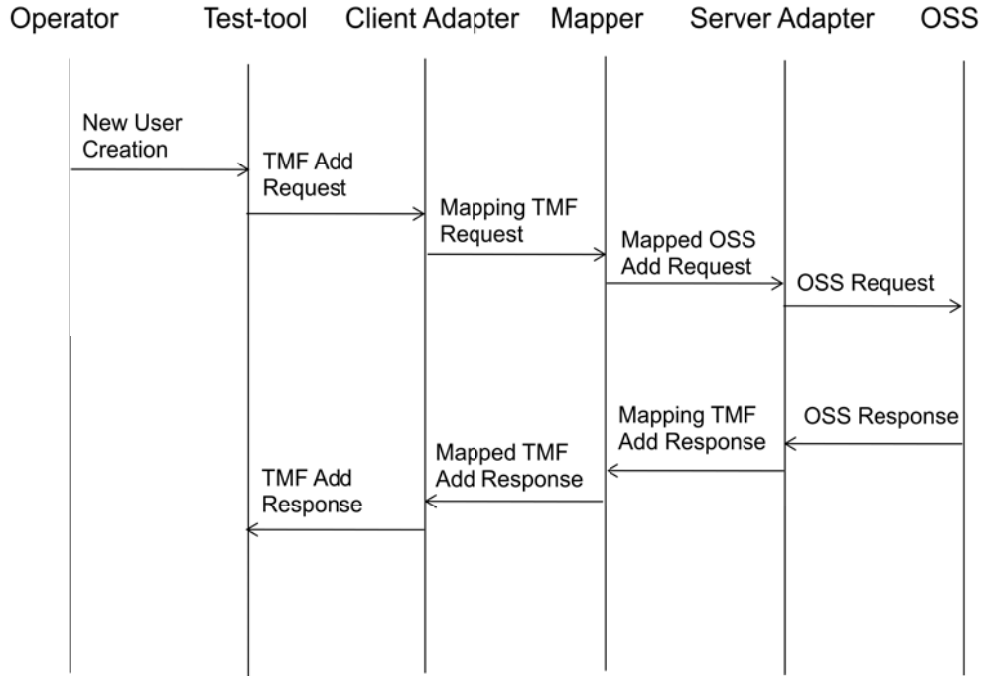 Operator Test-tool Client Adapter Mapper Server Adapter OSS
New User
Creation
TMF Add
Request
Mapping TMF
Request
Mapped OSS
Add Request
OSS Request
OSS Response
Mapping TMF
Add Response
Mapped TMF
Add Response
TMF Add
Response